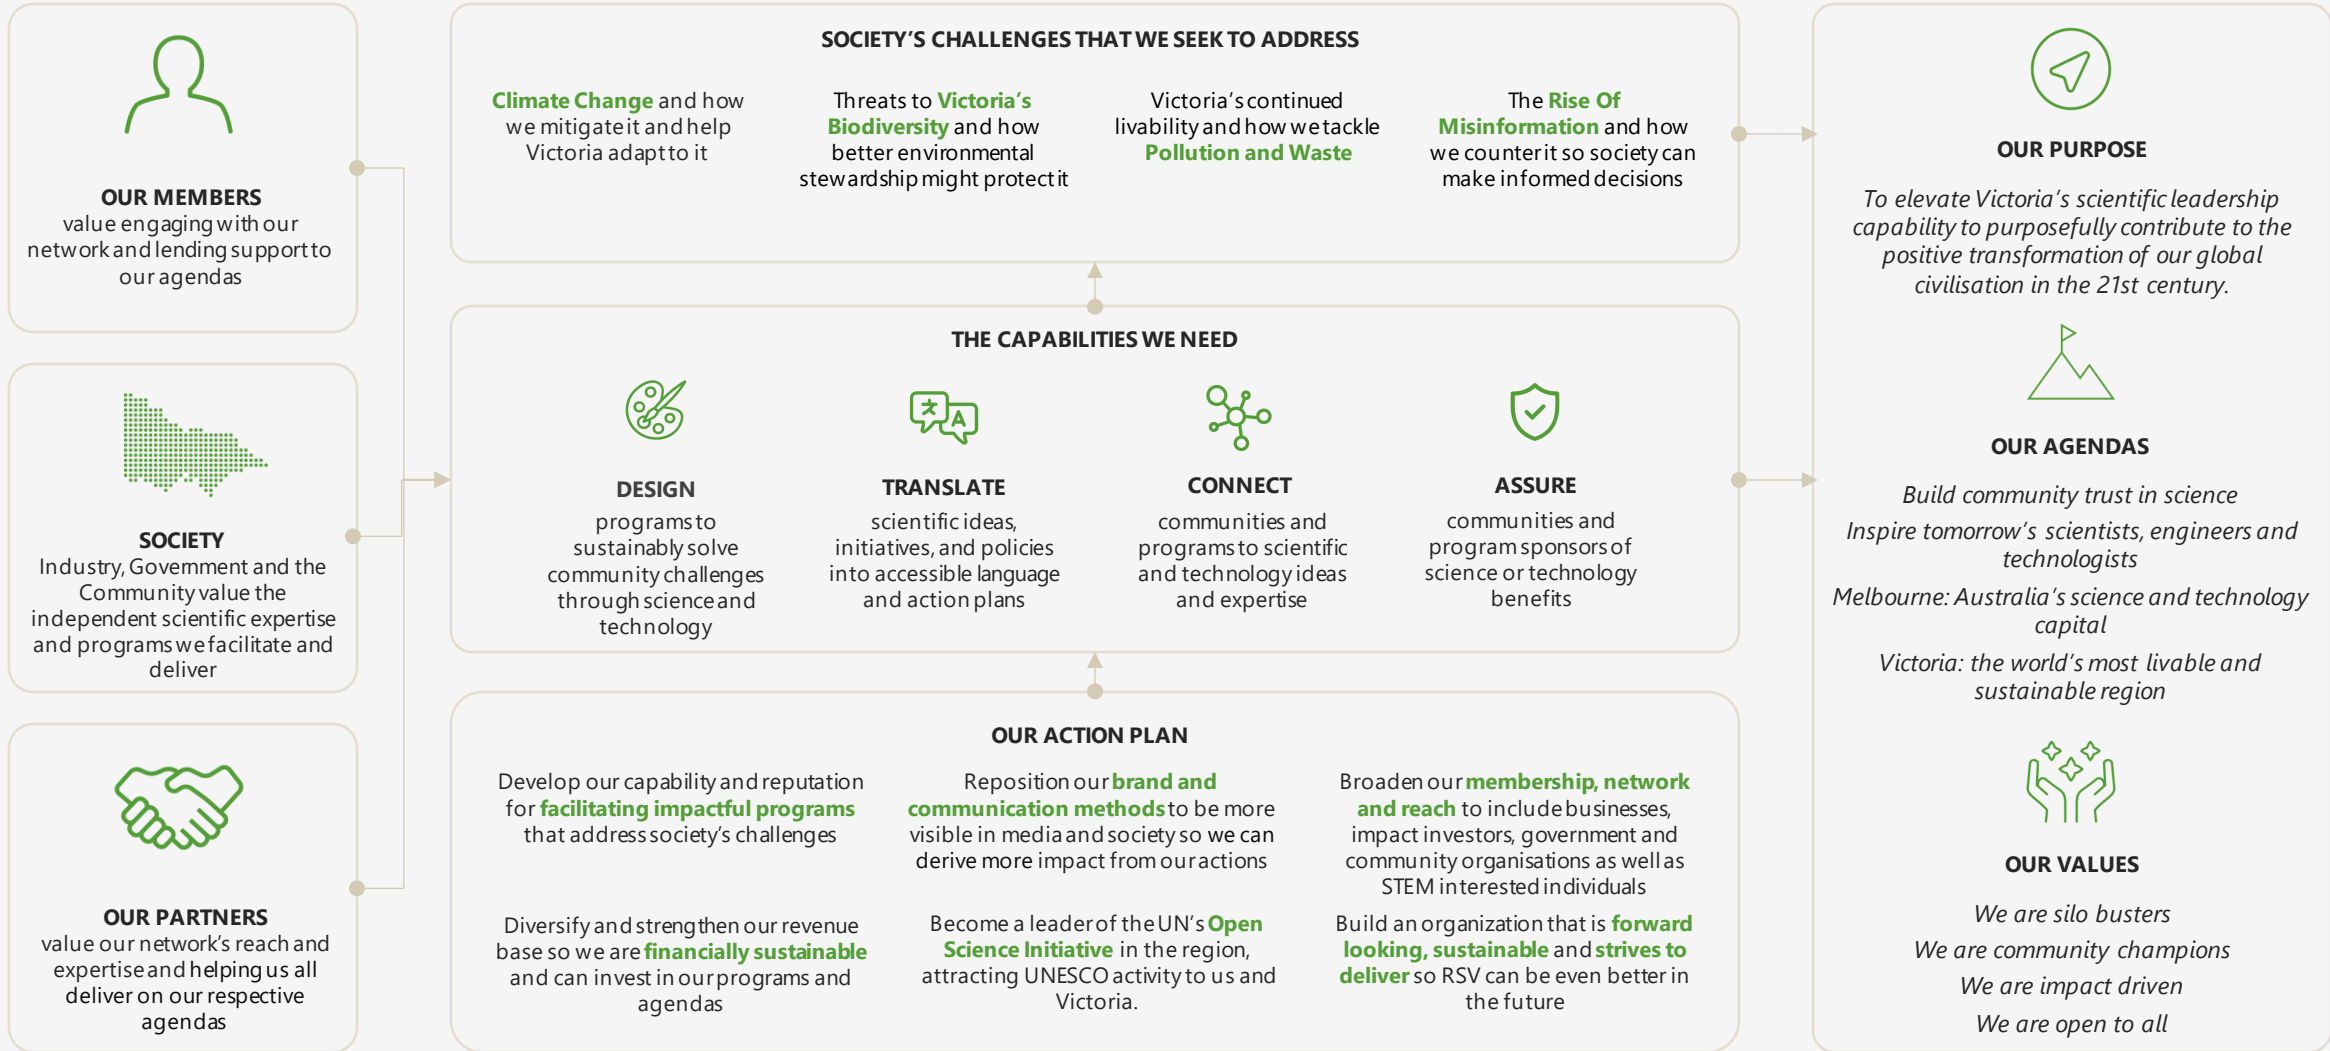 OUR MEMBERS
value engaging with our
network and lending support to
our agendas
SOCIETY
Industry, Government and the
Community value the
independent scientific expertise
and programs we facilitate and
deliver
OUR PARTNERS
value our network's reach and
expertise and helping us all
deliver on our respective
agendas
SOCIETY'S CHALLENGES THAT WE SEEK TO ADDRESS
Climate Change and how
we mitigate it and help
Victoria adapt to it
Threats to Victoria's
Biodiversity and how
better environmental
stewardship might protect it
Victoria's continued
livability and how we tackle
Pollution and Waste
The Rise Of
Misinformation and how
we counter it so society can
make informed decisions
THE CAPABILITIES WE NEED
文
A
DESIGN
programs to
sustainably solve
community challenges
through science and
technology
TRANSLATE
scientific ideas,
initiatives, and policies
into accessible language
and action plans
CONNECT
communities and
programs to scientific
and technology ideas
and expertise
ASSURE
communities and
program sponsors of
science or technology
benefits
OUR ACTION PLAN
Develop our capability and reputation
for facilitating impactful programs
that address society's challenges
Reposition our brand and
communication methods to be more
visible in media and society so we can
derive more impact from our actions
Broaden our membership, network
and reach to include businesses,
impact investors, government and
community organisations as well as
STEM interested individuals
Diversify and strengthen our revenue
base so we are financially sustainable
and can invest in our programs and
agendas
Become a leader of the UN's Open
Science Initiative in the region,
attracting UNESCO activity to us and
Victoria.
Build an organization that is forward
looking, sustainable and strives to
deliver so RSV can be even better in
the future
OUR PURPOSE
To elevate Victoria's scientific leadership
capability to purposefully contribute to the
positive transformation of our global
civilisation in the 21st century.
OUR AGENDAS
Build community trust in science
Inspire tomorrow's scientists, engineers and
technologists
Melbourne: Australia's science and technology
capital
Victoria: the world's most livable and
sustainable region
OUR VALUES
We are silo busters
We are community champions
We are impact driven
We are open to all